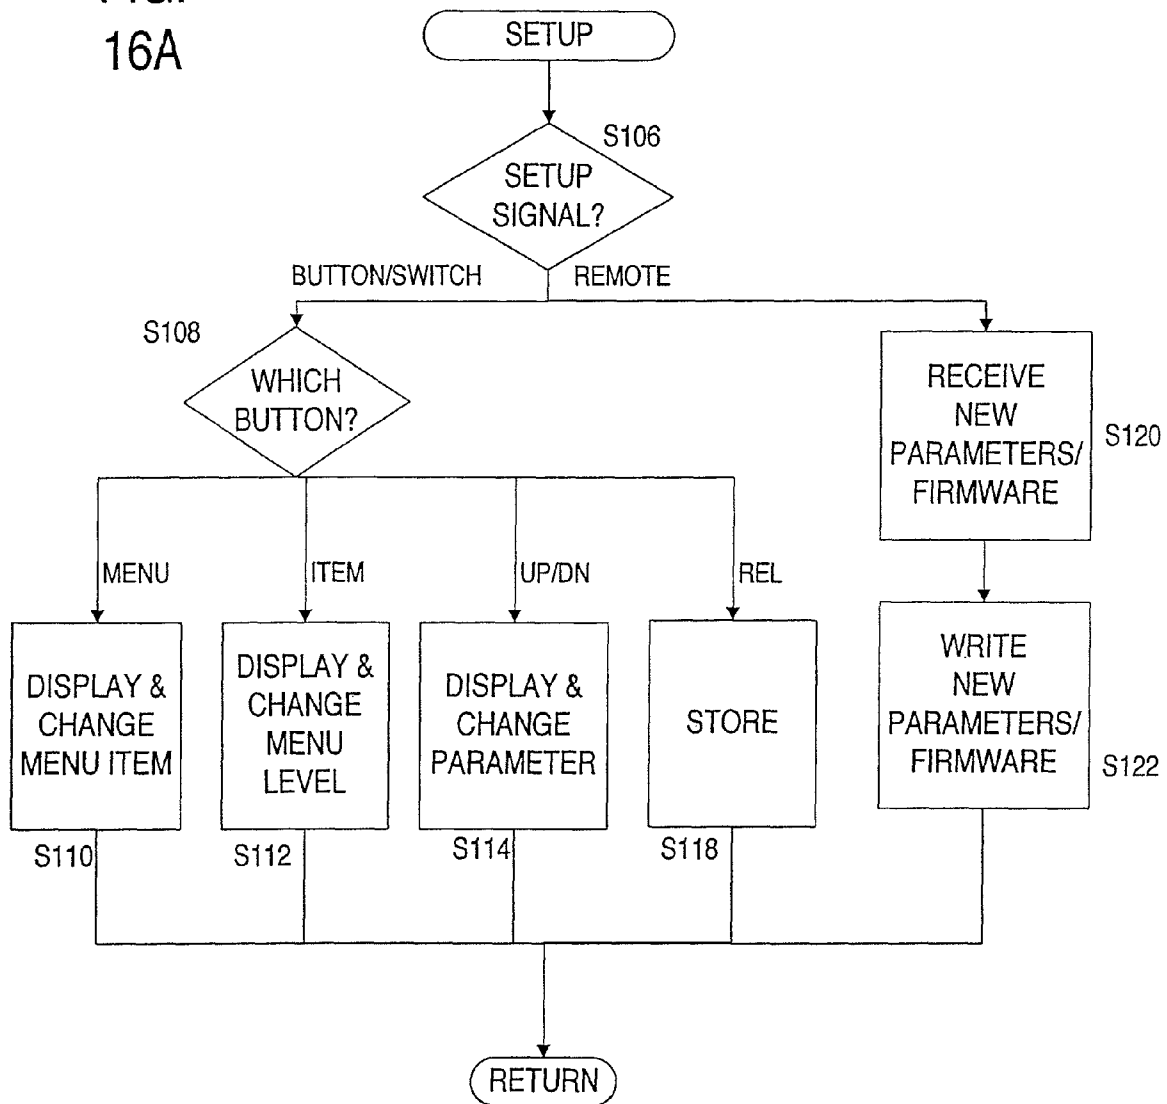 16A
SETUP
S106
SETUP
SIGNAL?
BUTTON/SWITCH
REMOTE
S108
WHICH
BUTTON?
RECEIVE
NEW
PARAMETERS/
FIRMWARE
S120
MENU
ITEM
UP/DN
REL
DISPLAY &
CHANGE
MENU ITEM
S110
DISPLAY &
CHANGE
MENU
LEVEL
S112
DISPLAY &
CHANGE
PARAMETER
S114
STORE
S118
WRITE
NEW
PARAMETERS/
FIRMWARE
S122
RETURN